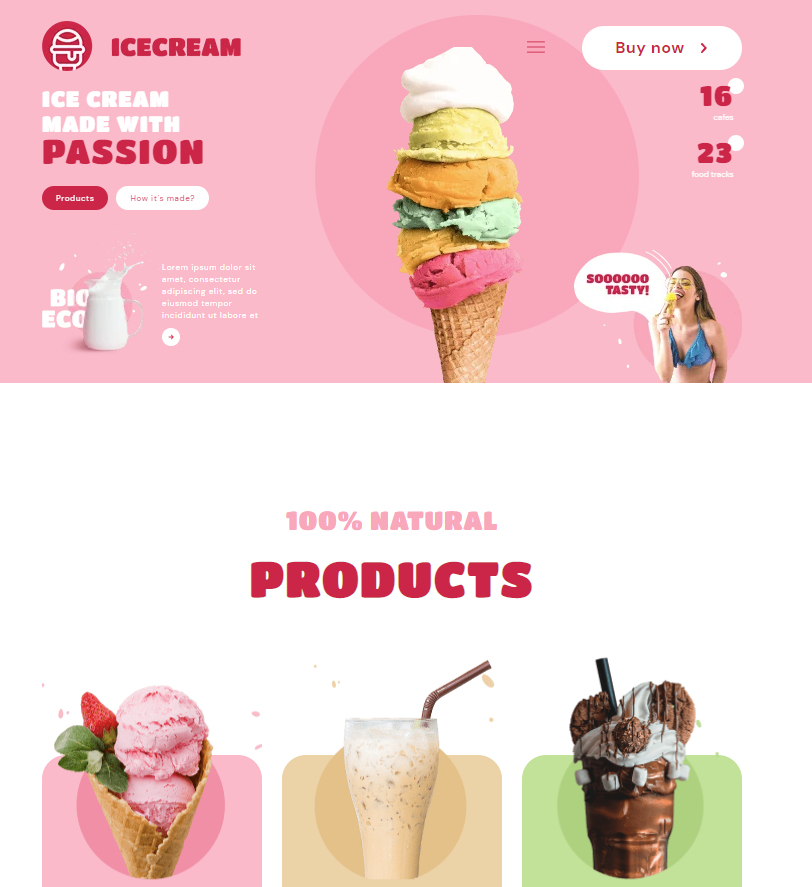 ICECREAM
Buy now
ICE CREAM
MADE WITH
PASSION
Products
How it's made?
16
cafes
23
food tracks
BIO
ECO
Lorem ipsum dolor sit
amet, consectetur
adipiscing elit, sed do
eiusmod tempor
incididunt ut labore et
SOOOOOO
TASTY!
100% NATURAL
PRODUCTS